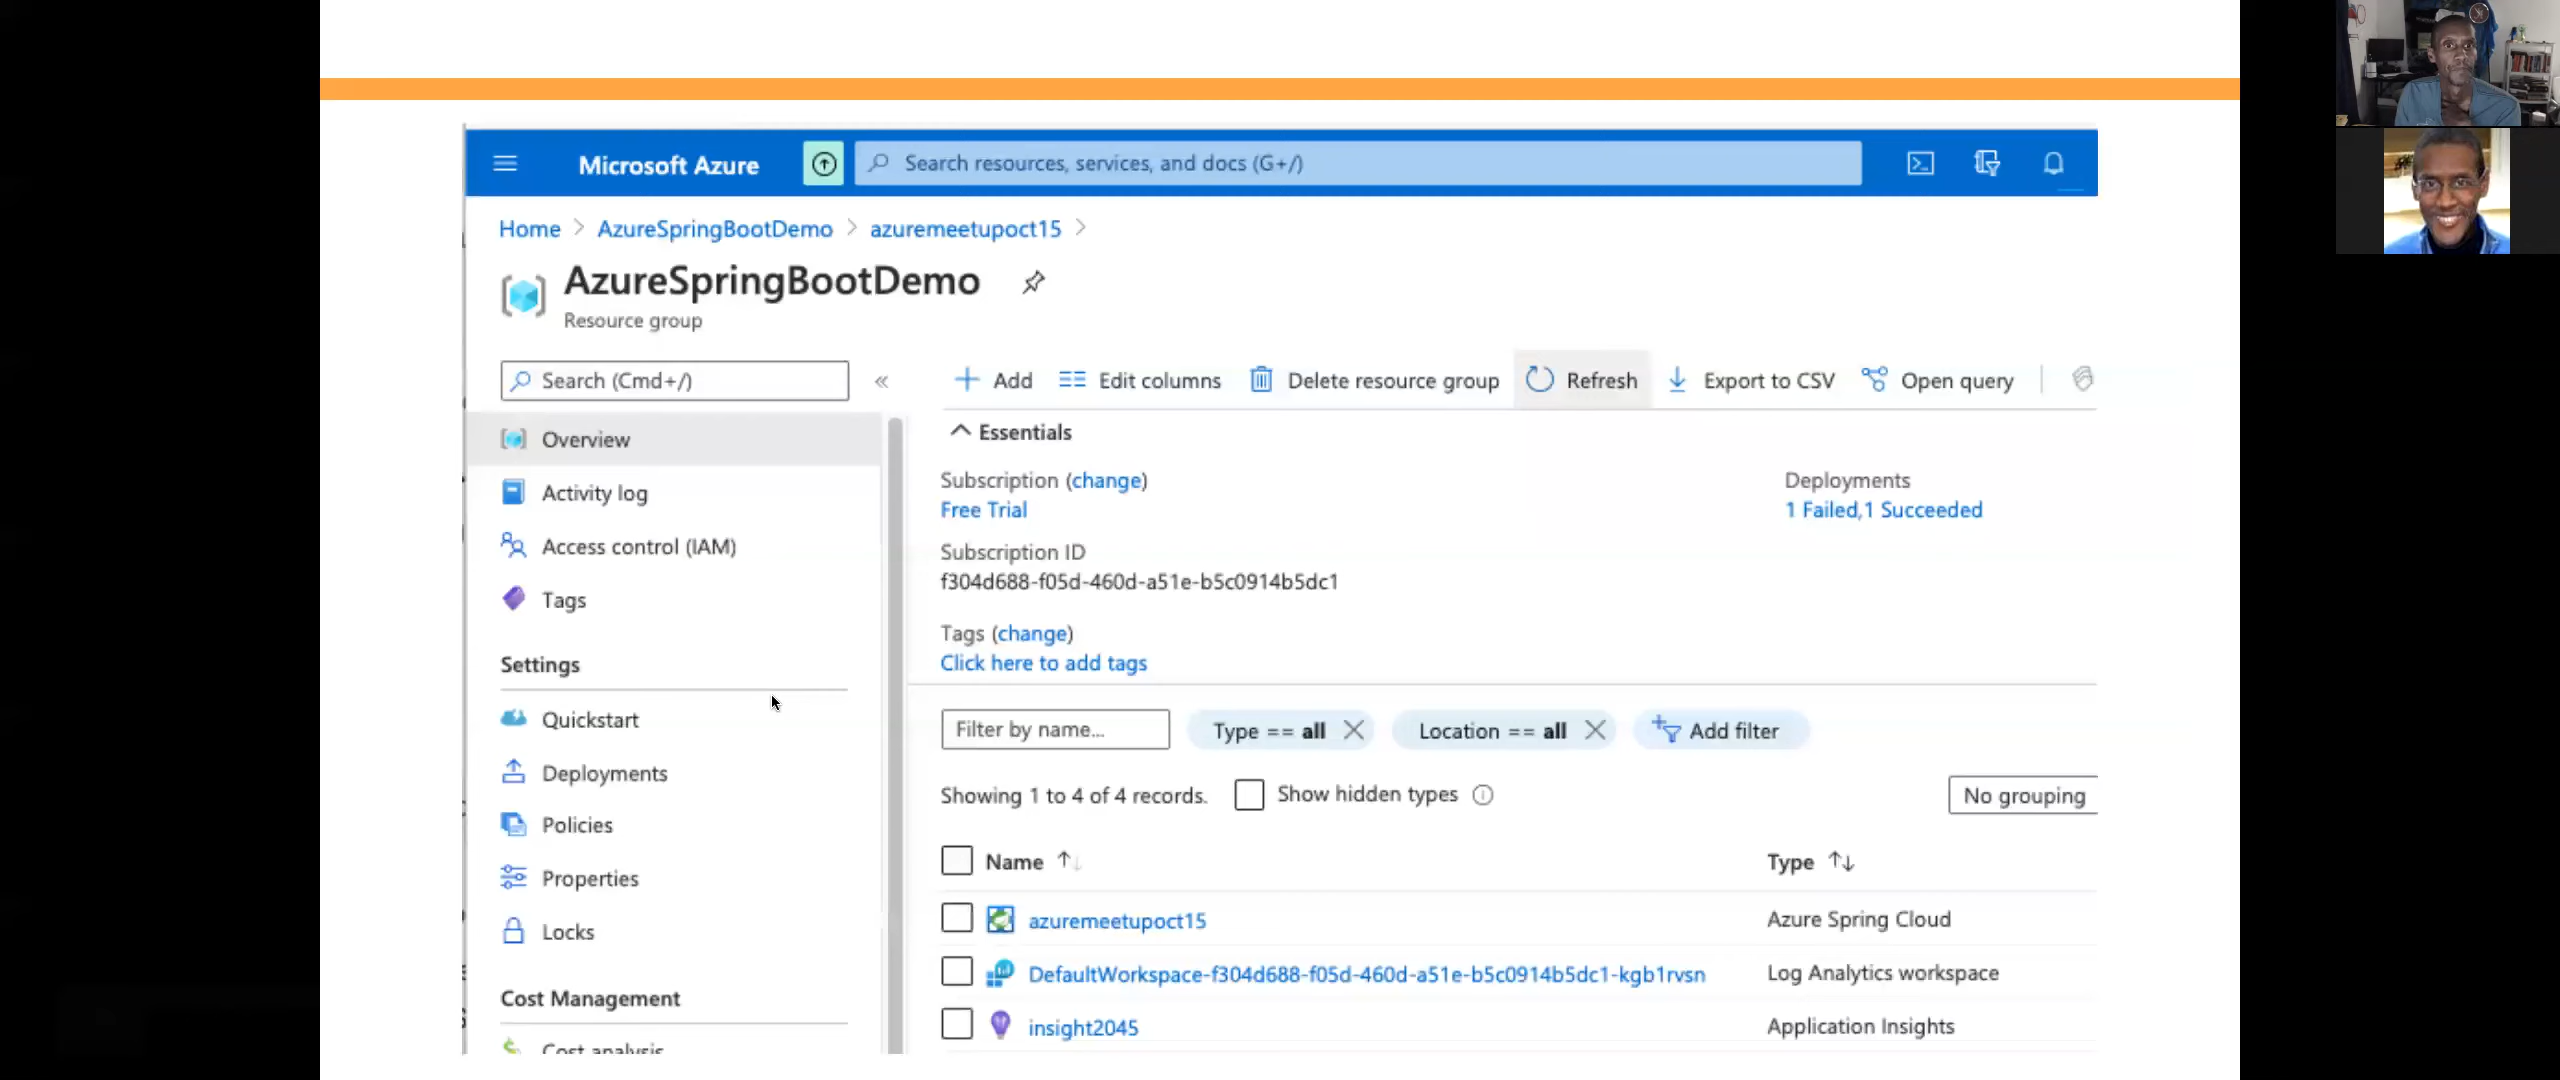 Microsoft Azure
Search resources, services, and docs (G+/)
Home > AzureSpringBootDemo > azuremeetupoct15 >
AzureSpringBootDemo
Resource group
Search (Cmd+/)
«
Add
Edit columns
Delete resource group
Refresh
Export to CSV
Open query
Overview
Activity log
Access control (IAM)
Tags
Settings
Quickstart
Deployments
Policies
Properties
Locks
Cost Management
Cost analysis
Essentials
Subscription (change)
Free Trial
Deployments
1 Failed,1 Succeeded
Subscription ID
f304d688-f05d-460d-a51e-b5c0914b5dc1
Tags (change)
Click here to add tags
Filter by name...
Type == all
Location == all
Add filter
Showing 1 to 4 of 4 records.
Show hidden types
No grouping
Name
Type
azuremeetupoct15
Azure Spring Cloud
DefaultWorkspace-f304d688-f05d-460d-a51e-b5c0914b5dc1-kgb1rvsn
Log Analytics workspace
insight2045
Application Insights